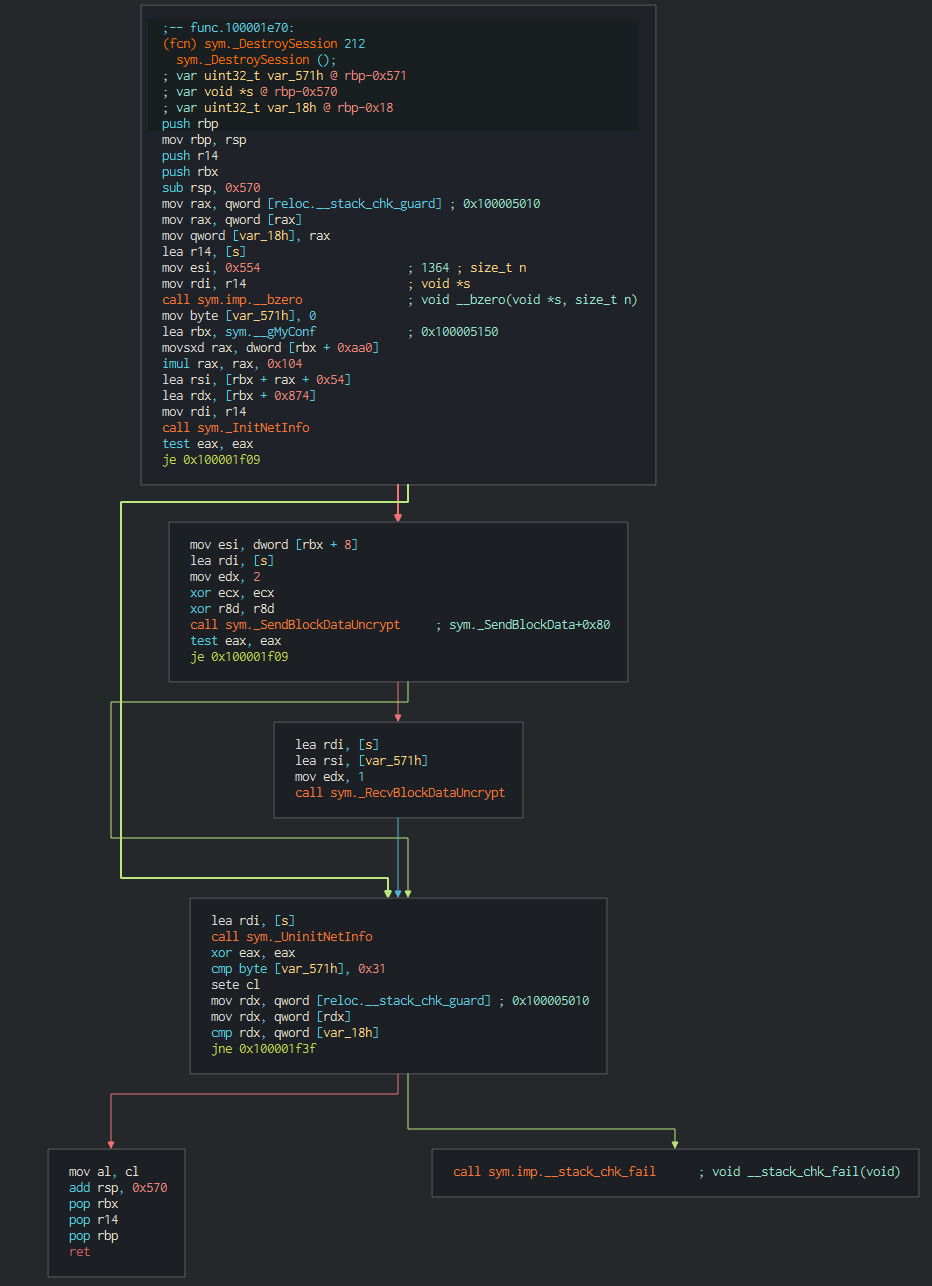 ;-- func.100001e70:
(fcn) sym._DestroySession 212
sym._DestroySession ();
; var uint32_t var_571h @ rbp-0x571
; var void *s @ rbp-0x570
; var uint32_t var_18h @ rbp-0x18
push rbp
mov rbp, rsp
push r14
push rbx
sub rsp, 0x570
mov rax, qword [reloc.__stack_chk_guard] ; 0x100005010
mov rax, qword [rax]
mov qword [var_18h], rax
lea r14, [s]
mov esi, 0x554 ; 1364 ; size_t n
mov rdi, r14 ; void *s
call sym.imp.__bzero ; void __bzero(void *s, size_t n)
mov byte [var_571h], 0
lea rbx, sym.__gMyConf ; 0x100005150
movsxd rax, dword [rbx + 0xaa0]
imul rax, rax, 0x104
lea rsi, [rbx + rax + 0x54]
lea rdx, [rbx + 0x874]
mov rdi, r14
call sym._InitNetInfo
test eax, eax
je 0x100001f09
mov esi, dword [rbx + 8]
lea rdi, [s]
mov edx, 2
xor ecx, ecx
xor r8d, r8d
call sym._SendBlockDataUncrypt ; sym._SendBlockData+0x80
test eax, eax
je 0x100001f09
lea rdi, [s]
lea rsi, [var_571h]
mov edx, 1
call sym._RecvBlockDataUncrypt
lea rdi, [s]
call sym._UninitNetInfo
xor eax, eax
cmp byte [var_571h], 0x31
sete cl
mov rdx, qword [reloc.__stack_chk_guard] ; 0x100005010
mov rdx, qword [rdx]
cmp rdx, qword [var_18h]
jne 0x100001f3f
mov al, cl
add rsp, 0x570
pop rbx
pop r14
pop rbp
ret
call sym.imp.__stack_chk_fail ; void __stack_chk_fail(void)